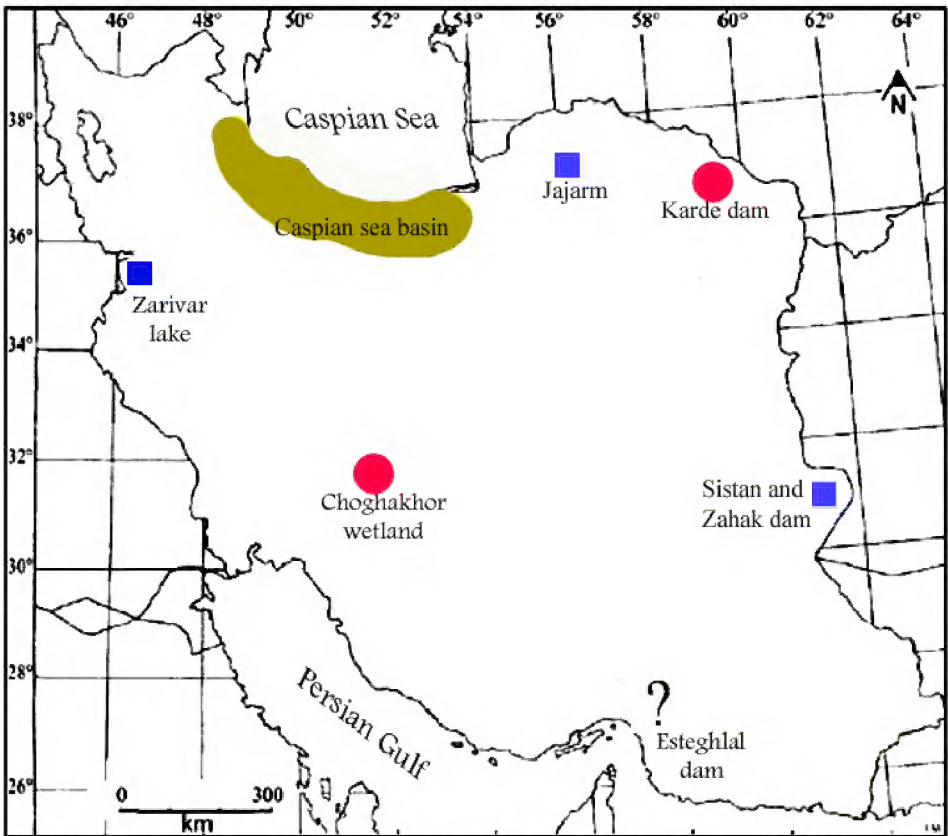 46° 48° 50° 52° 54° 56° 58° 60° 62° 64°
N
Caspian Sea
38°
Jajarm
Karde dam
Caspian sea basin
36°
Zarivar
lake
34°
32°
Choghakhor
wetland
Sistan and
Zahak dam
30°
28°
Persian Gulf
?
Esteghlal
dam
26°
0 300
km